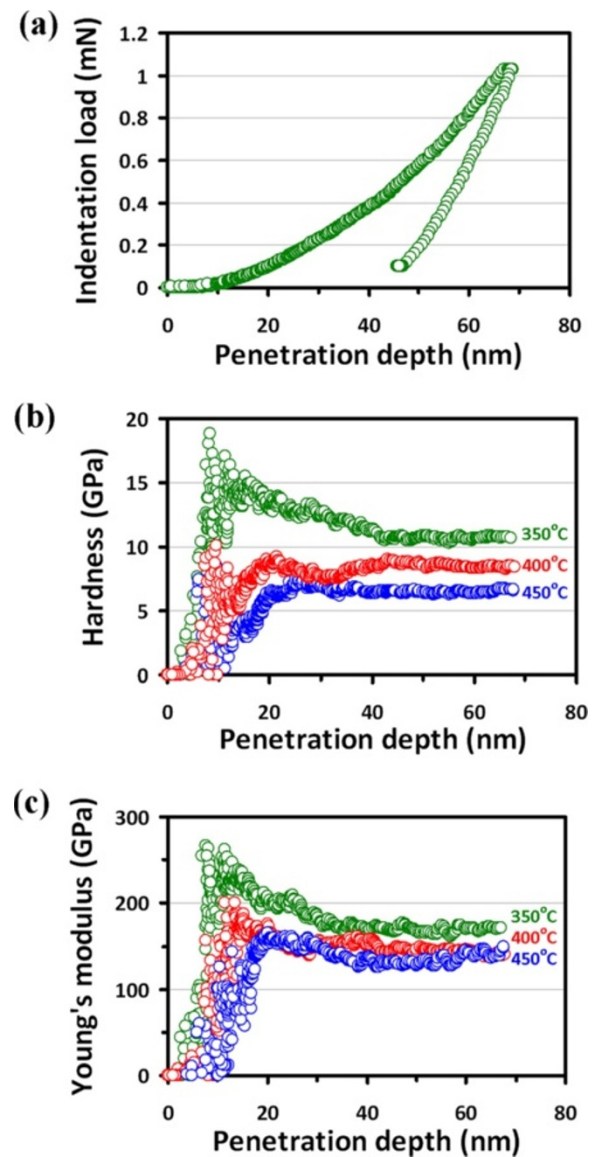 (a)
Indentation load (mN)
1.2
1
0.8
0.6
0.4
0.2
0
0 20 40 60 80
Penetration depth (nm)
(b)
Hardness (GPa)
20
15
10
5
0
350°C
400°C
450°C
0 20 40 60 80
Penetration depth (nm)
(c)
Young's modulus (GPa)
300
200
100
0
350°C
400°C
450°C
0 20 40 60 80
Penetration depth (nm)